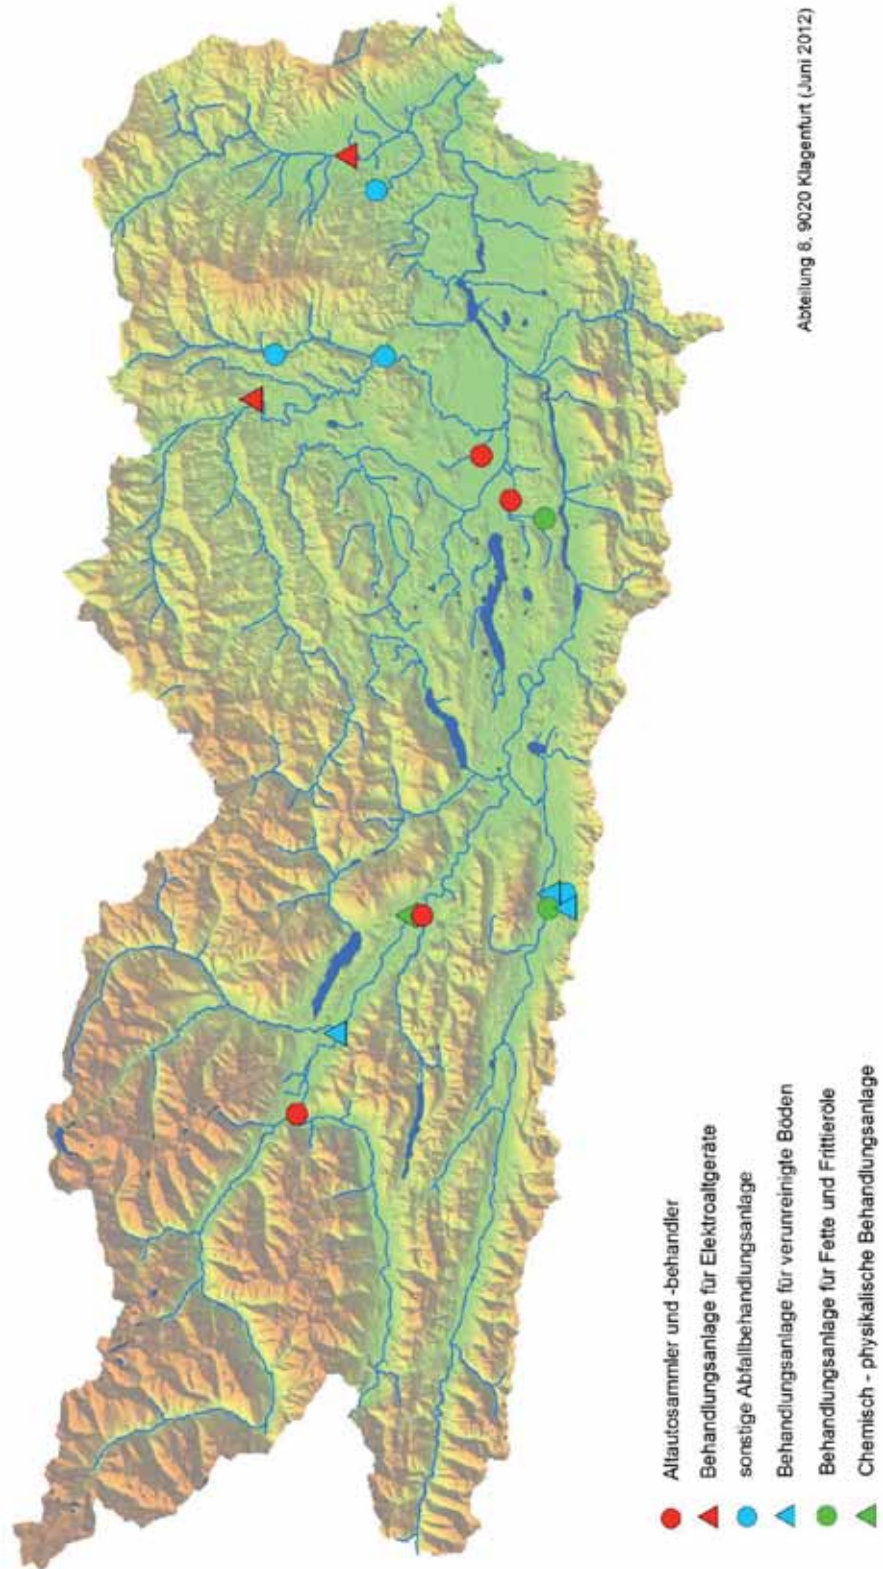 Altautosammler und -behandler
Behandlungsanlage für Elektroaltgeräte
sonstige Abfallbehandlungsanlage
Behandlungsanlage für verunreinigte Böden
Behandlungsanlage für Fette und Frittieröle
Chemisch - physikalische Behandlungsanlage
Abteilung 8, 9020 Klagenfurt (Juni 2012)